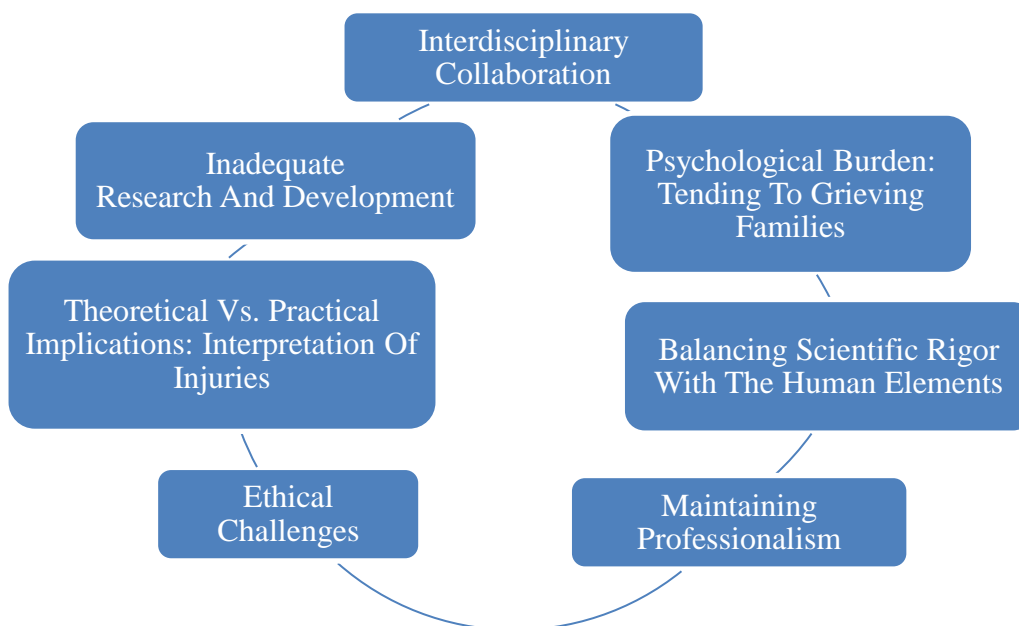 Interdisciplinary
Collaboration
Psychological Burden:
Tending To Grieving
Families
Balancing Scientific Rigor
With The Human Elements
Maintaining
Professionalism
Ethical
Challenges
Theoretical Vs. Practical
Implications: Interpretation Of
Injuries
Inadequate
Research And Development